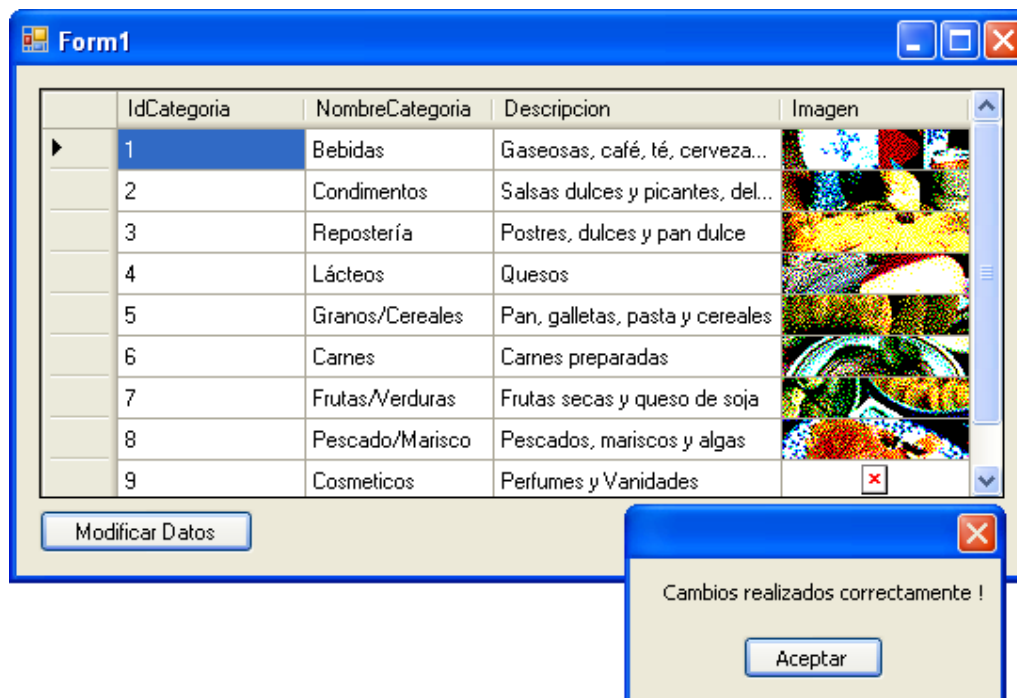 Form1
IdCategoria NombreCategoria Descripcion Imagen
1 Bebidas Gaseosas, café, té, cerveza...
2 Condimentos Salsas dulces y picantes, del...
3 Repostería Postres, dulces y pan dulce
4 Lácteos Quesos
5 Granos/Cereales Pan, galletas, pasta y cereales
6 Carnes Carnes preparadas
7 Frutas/Verduras Frutas secas y queso de soja
8 Pescado/Marisco Pescados, mariscos y algas
9 Cosmeticos Perfumes y Vanidades
Modificar Datos
Cambios realizados correctamente !
Aceptar